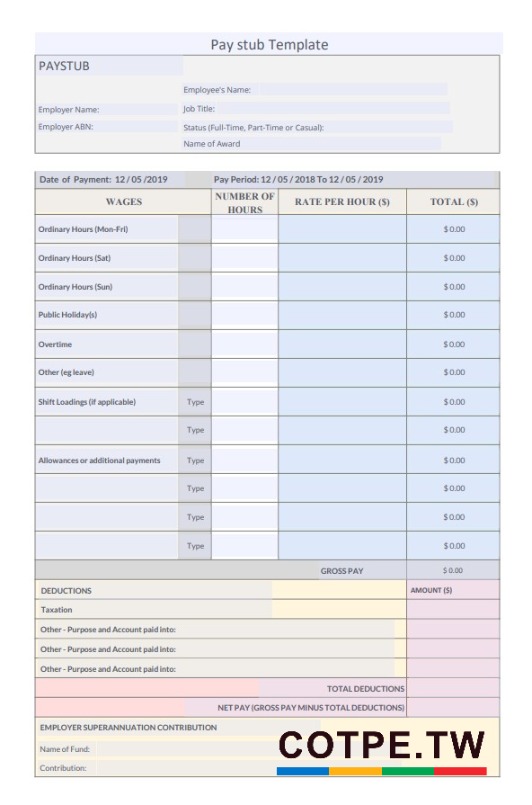 Pay stub Template
PAYSTUB
Employee's Name:
Employer Name:
Job Title:
Employer ABN:
Status (Full-Time, Part-Time or Casual):
Name of Award
Date of Payment: 12 / 05 /2019 Pay Period: 12 / 05 / 2018 To 12 / 05 / 2019
WAGES NUMBER OF HOURS RATE PER HOUR ($) TOTAL ($)
Ordinary Hours (Mon-Fri) $ 0.00
Ordinary Hours (Sat) $ 0.00
Ordinary Hours (Sun) $ 0.00
Public Holiday(s) $ 0.00
Overtime $ 0.00
Other (eg leave) $ 0.00
Shift Loadings (if applicable) Type $ 0.00
Type $ 0.00
Allowances or additional payments Type $ 0.00
Type $ 0.00
Type $ 0.00
Type $ 0.00
GROSS PAY $ 0.00
DEDUCTIONS AMOUNT ($)
Taxation
Other - Purpose and Account paid into:
Other - Purpose and Account paid into:
Other - Purpose and Account paid into:
TOTAL DEDUCTIONS
NET PAY (GROSS PAY MINUS TOTAL DEDUCTIONS)
EMPLOYER SUPERANNUATION CONTRIBUTION
Name of Fund:
Contribution:
COTPE.TW